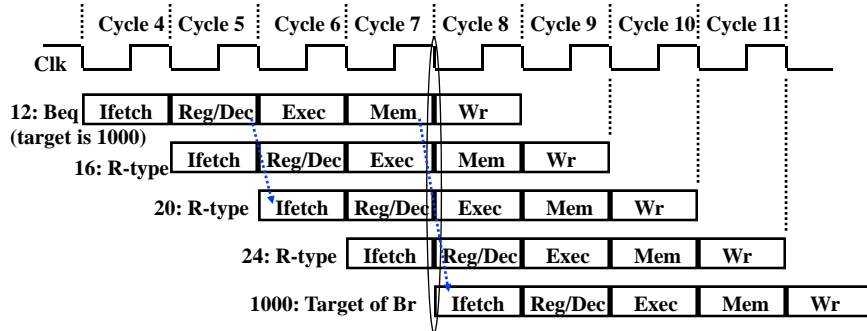 Cycle 4 Cycle 5 Cycle 6 Cycle 7 Cycle 8 Cycle 9 Cycle 10 Cycle 11
Clk
12: Beq Ifetch Reg/Dec Exec Mem Wr
(target is 1000)
16: R-type Ifetch Reg/Dec Exec Mem Wr
20: R-type Ifetch Reg/Dec Exec Mem Wr
24: R-type Ifetch Reg/Dec Exec Mem Wr
1000: Target of Br Ifetch Reg/Dec Exec Mem Wr